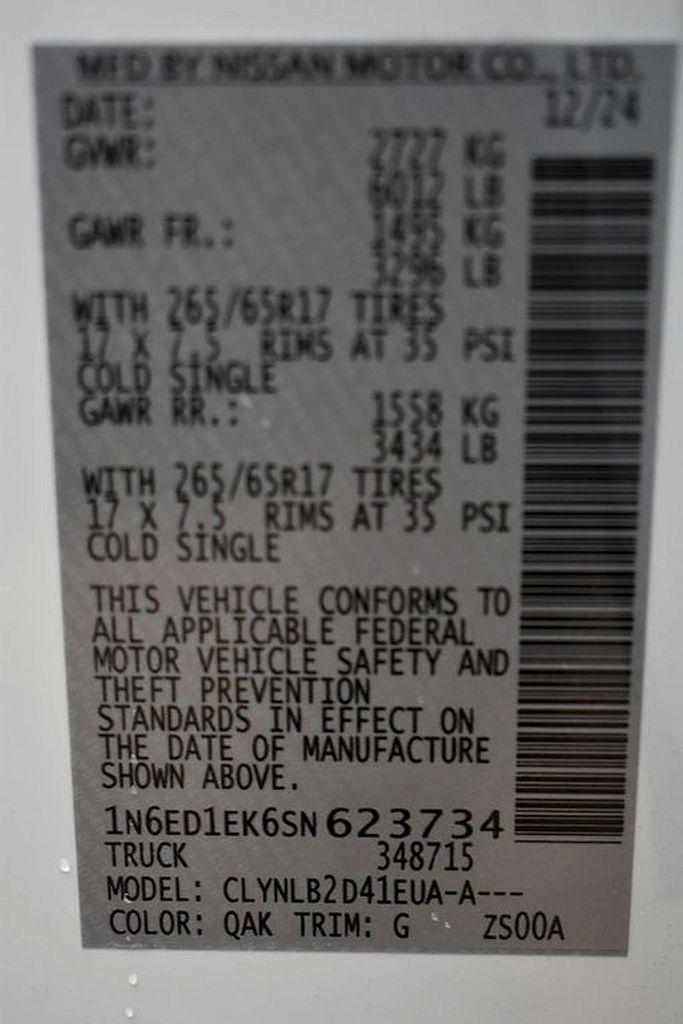 MFD BY NISSAN MOTOR CO., LTD.
DATE: 12/24
GVWR: 2727 KG
6012 LB
GAWR FR.: 1495 KG
3296 LB
WITH 265/65R17 TIRES
17 X 7.5 RIMS AT 35 PSI
COLD SINGLE
GAWR RR.: 1558 KG
3434 LB
WITH 265/65R17 TIRES
17 X 7.5 RIMS AT 35 PSI
COLD SINGLE
THIS VEHICLE CONFORMS TO
ALL APPLICABLE FEDERAL
MOTOR VEHICLE SAFETY AND
THEFT PREVENTION
STANDARDS IN EFFECT ON
THE DATE OF MANUFACTURE
SHOWN ABOVE.
1N6ED1EK6SN623734
TRUCK 348715
MODEL: CLYNLB2D41EUA-A---
COLOR: QAK TRIM: G ZS00A